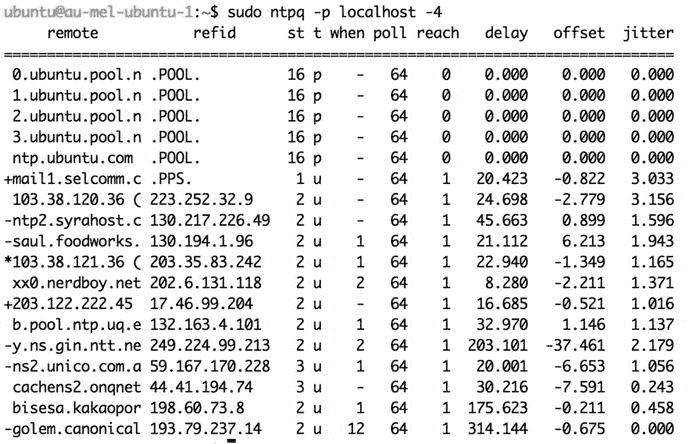 ubuntu@au-mel-ubuntu-1:~$ sudo ntpq -p localhost -4
remote refid st t when poll reach delay offset jitter
==============================================================================
0.ubuntu.pool.n .POOL. 16 p - 64 0 0.000 0.000 0.000
1.ubuntu.pool.n .POOL. 16 p - 64 0 0.000 0.000 0.000
2.ubuntu.pool.n .POOL. 16 p - 64 0 0.000 0.000 0.000
3.ubuntu.pool.n .POOL. 16 p - 64 0 0.000 0.000 0.000
ntp.ubuntu.com .POOL. 16 p - 64 0 0.000 0.000 0.000
+mail1.selcomm.c .PPS. 1 u - 64 1 20.423 -0.822 3.033
103.38.120.36 ( 223.252.32.9 2 u - 64 1 24.698 -2.779 3.156
-ntp2.syrahost.c 130.217.226.49 2 u - 64 1 45.663 0.899 1.596
-saul.foodworks. 130.194.1.96 2 u 1 64 1 21.112 6.213 1.943
*103.38.121.36 ( 203.35.83.242 2 u 1 64 1 22.940 -1.349 1.165
xx0.nerdboy.net 202.6.131.118 2 u 2 64 1 8.280 -2.211 1.371
+203.122.222.45 17.46.99.204 2 u - 64 1 16.685 -0.521 1.016
b.pool.ntp.uq.e 132.163.4.101 2 u 1 64 1 32.970 1.146 1.137
-y.ns.gin.ntt.ne 249.224.99.213 2 u 2 64 1 203.101 -37.461 2.179
-ns2.unico.com.a 59.167.170.228 3 u 1 64 1 20.001 -6.653 1.056
cachens2.onqnet 44.41.194.74 3 u - 64 1 30.216 -7.591 0.243
bisesa.kakaopor 198.60.73.8 2 u 1 64 1 175.623 -0.211 0.458
-golem.canonical 193.79.237.14 2 u 12 64 1 314.144 -0.675 0.000